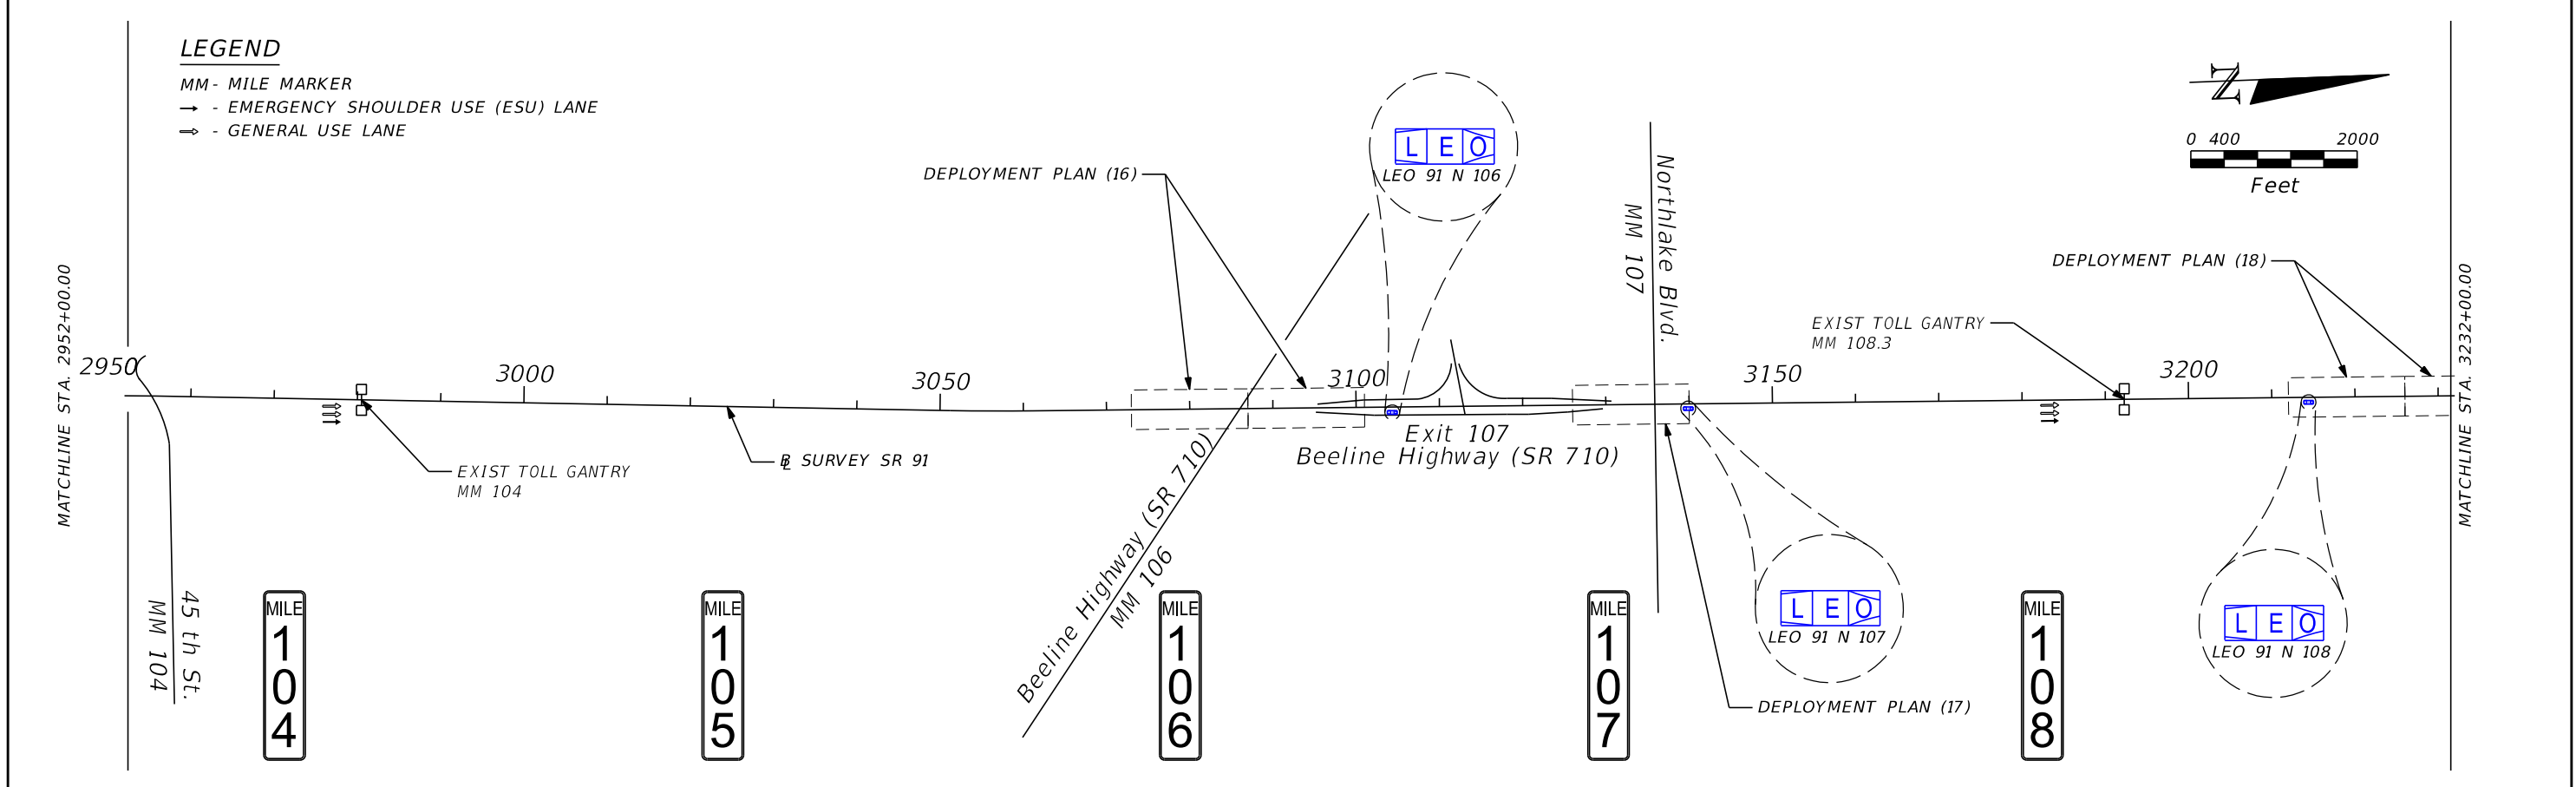 LEGEND
MM - MILE MARKER
- EMERGENCY SHOULDER USE (ESU) LANE
- GENERAL USE LANE
N
0 400 2000
Feet
LEO
LEO 91 N 106
DEPLOYMENT PLAN (16)
Northlake Blvd.
MM 107
DEPLOYMENT PLAN (18)
EXIST TOLL GANTRY
MM 108.3
MATCHLINE STA. 2952+00.00
MATCHLINE STA. 3232+00.00
2950
3000
3050
3100
3150
3200
EXIST TOLL GANTRY
MM 104
BL SURVEY SR 91
Exit 107
Beeline Highway (SR 710)
Beeline Highway (SR 710)
MM 106
45 th St.
MM 104
LEO
LEO 91 N 107
LEO
LEO 91 N 108
DEPLOYMENT PLAN (17)
MILE
104
MILE
105
MILE
106
MILE
107
MILE
108